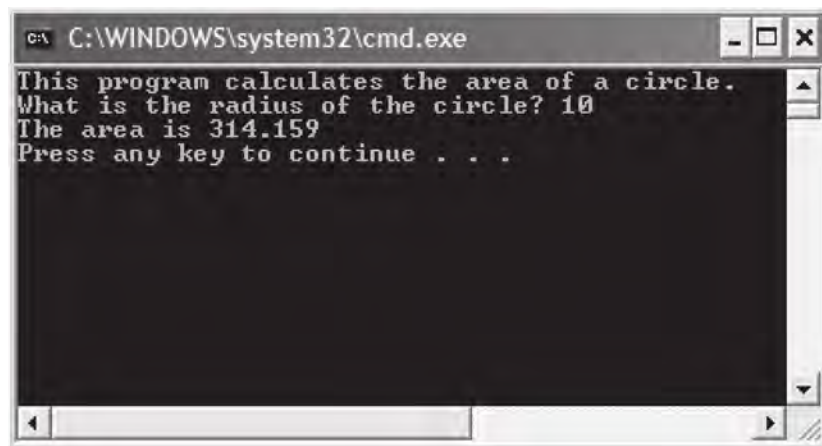 C:\WINDOWS\system32\cmd.exe
This program calculates the area of a circle.
What is the radius of the circle? 10
The area is 314.159
Press any key to continue . . .